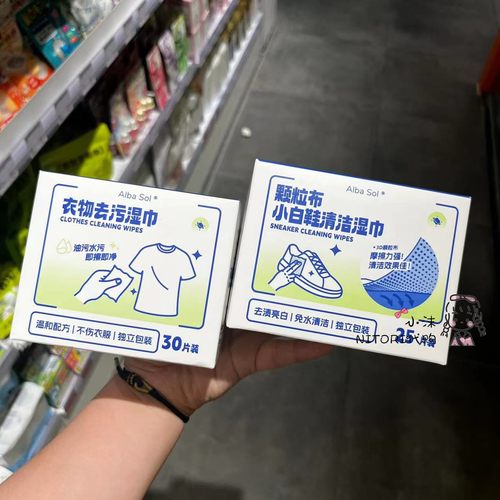 Alba Sol®
衣物去污湿巾
CLOTHES CLEANING WIPES
油污水污
即擦即净
温和配方|不伤衣服|独立包装
30片装
Alba Sol®
颗粒布
小白鞋清洁湿巾
SNEAKER CLEANING WIPES
•3D颗粒布
摩擦力强!
清洁效果佳!
去渍亮白|免水清洁|独立包装
25片装
小沫